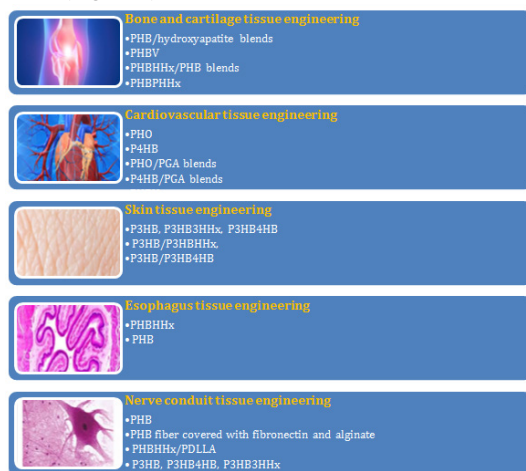 Bone and cartilage tissue engineering
•PHB/hydroxyapatite blends
•PHBV
•PHBHHx/PHB blends
•PHBPHHx
Cardiovascular tissue engineering
•PHO
•P4HB
•PHO/PGA blends
•P4HB/PGA blends
Skin tissue engineering
•P3HB, P3HB3HHx, P3HB4HB
• P3HB/P3HBHHx,
•P3HB/P3HB4HB
Esophagus tissue engineering
•PHBHHx
• PHB
Nerve conduit tissue engineering
•PHB
•PHB fiber covered with fibronectin and alginate
• PHBHHx/PDLLA
• P3HB, P3HB4HB, P3HB3HHx